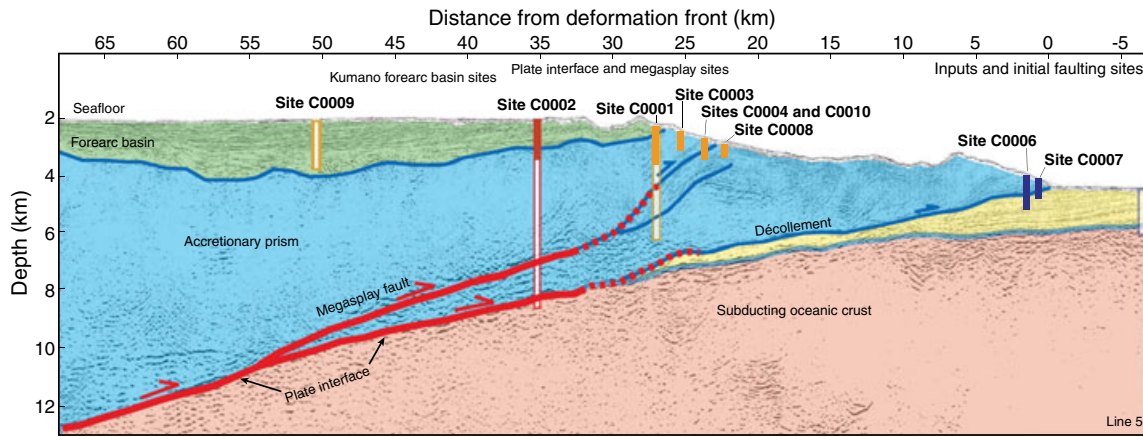 Distance from deformation front (km)
65 60 55 50 45 40 35 30 25 20 15 10 5 0 -5
Kumano forearc basin sites
Plate interface and megasplay sites
Inputs and initial faulting sites
Site C0009
Site C0002
Site C0001
Site C0003
Sites C0004 and C0010
Site C0008
Site C0006
Site C0007
Seafloor
Forearc basin
Accretionary prism
Décollement
Megasplay fault
Subducting oceanic crust
Plate interface
Depth (km)
2
4
6
8
10
12
Line 5